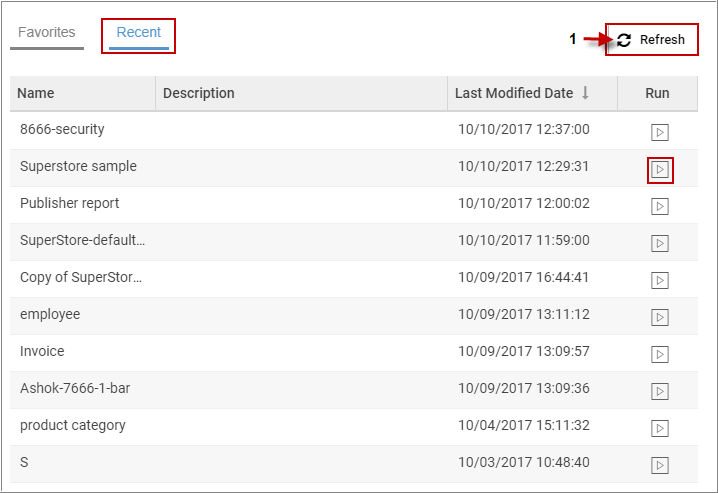 Favorites Recent 1 Refresh
Name Description Last Modified Date Run
8666-security 10/10/2017 12:37:00
Superstore sample 10/10/2017 12:29:31
Publisher report 10/10/2017 12:00:02
SuperStore-default... 10/10/2017 11:59:00
Copy of SuperStor... 10/09/2017 16:44:41
employee 10/09/2017 13:11:12
Invoice 10/09/2017 13:09:57
Ashok-7666-1-bar 10/09/2017 13:09:36
product category 10/04/2017 15:11:32
S 10/03/2017 10:48:40